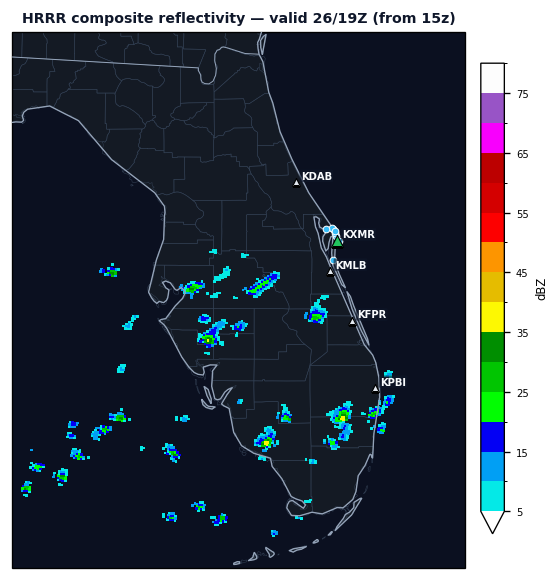 HRRR composite reflectivity — valid 26/19Z (from 15z)
75
65
55
45
35
25
15
5
dBZ
KDAB
KXMR
KMLB
KFPR
KPBI